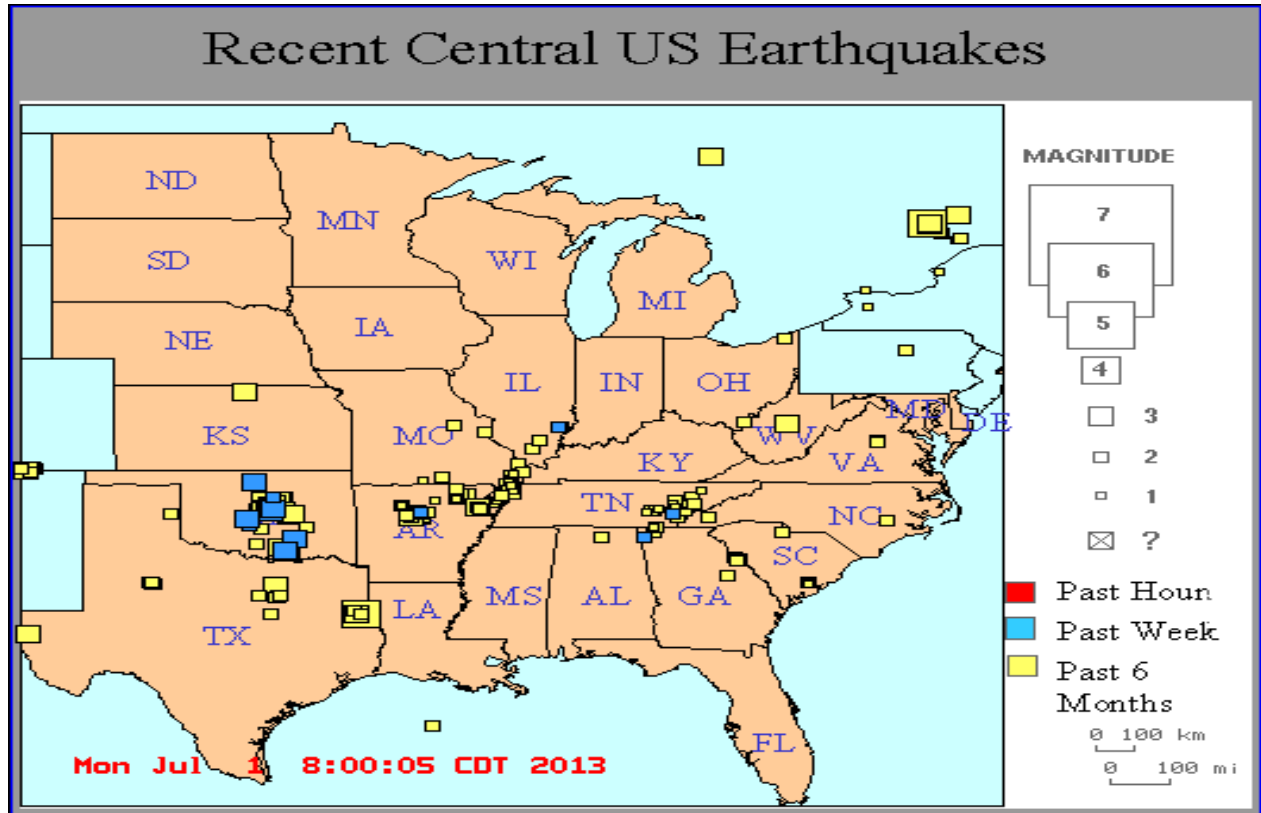 Recent Central US Earthquakes
MAGNITUDE
7
6
5
4
3
2
1
?
Past Houn
Past Week
Past 6
Months
0 100 km
0 100 mi
ND
MN
SD
WI
MI
NE
IA
IL
IN
OH
MD
DE
KS
MO
WV
KY
VA
TN
NC
AR
SC
MS
AL
GA
LA
TX
FL
Mon Jul 1 8:00:05 CDT 2013